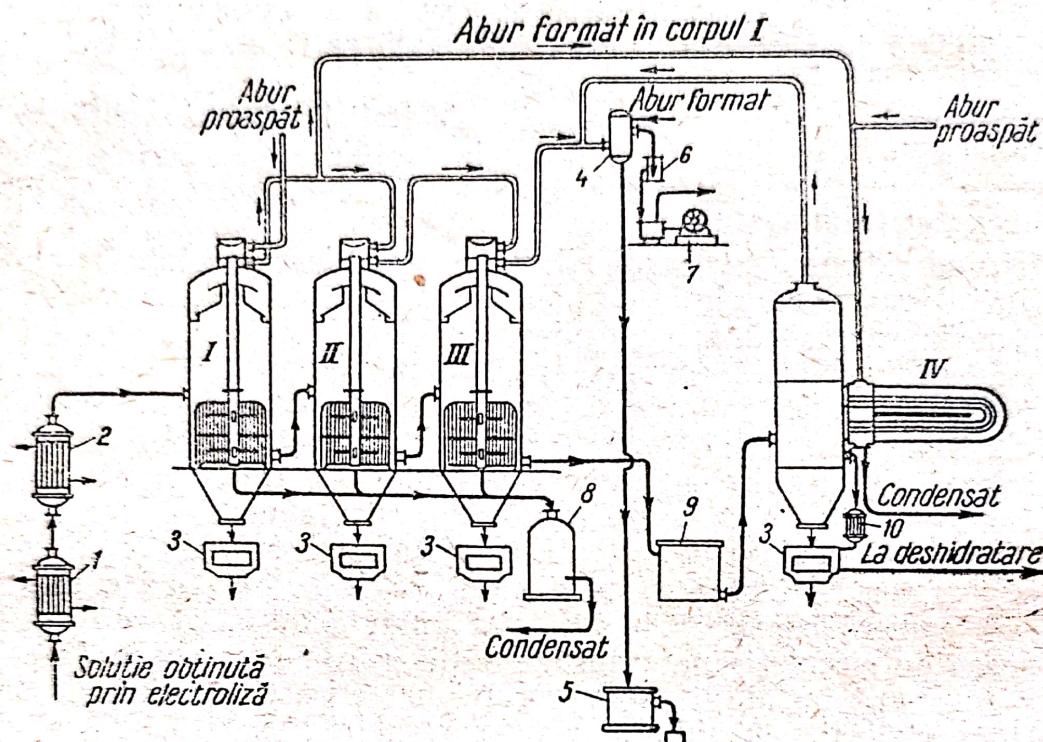 Abur format în corpul I
Abur
proaspăt
Abur format
Abur
proaspăt
4
6
7
I
II
III
IV
2
1
3
3
3
8
9
3
10
Condensat
La deshidratare
Condensat
5
Soluție obținută
prin electroliză